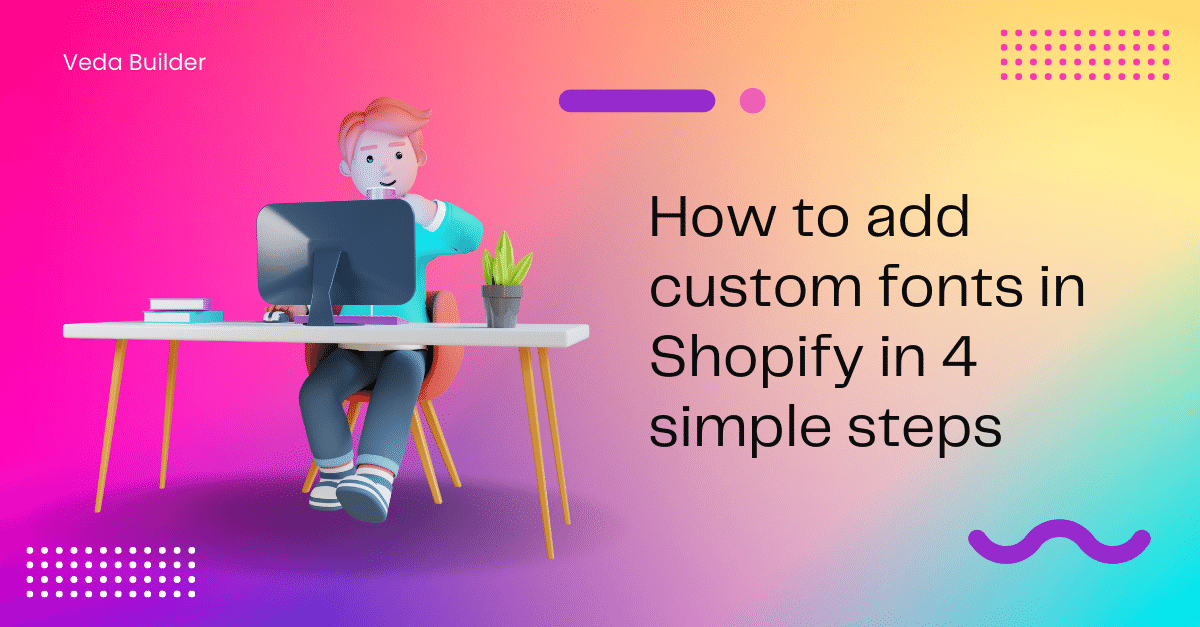 Veda Builder
How to add
custom fonts in
Shopify in 4
simple steps